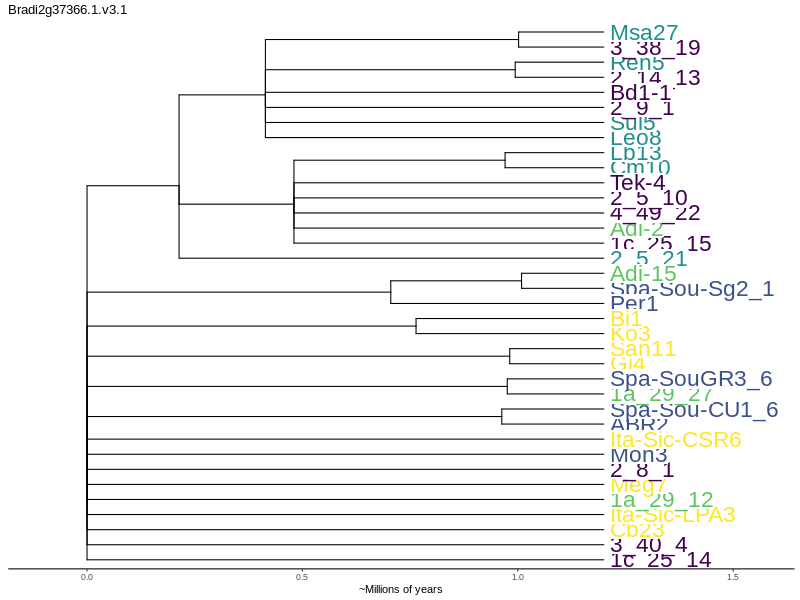 Bradi2g37366.1.v3.1
Msa27
3_38_19
Ren5
2_14_13
Bd1-1
2_9_1
Sul5
Leo8
Lb13
Cm10
Tek-4
2_5_10
4_49_22
Adi-2
1c_25_15
2_5_21
Adi-15
Spa-Sou-Sg2_1
Per1
Bi1
Ko3
San11
Gi4
Spa-SouGR3_6
1a_29_27
Spa-Sou-CU1_6
ABR2
Ita-Sic-CSR6
Mon3
2_8_1
Meg7
1a_29_12
Ita-Sic-LPA3
Cb23
3_40_4
1c_25_14
0.0 0.5 1.0 1.5
~Millions of years